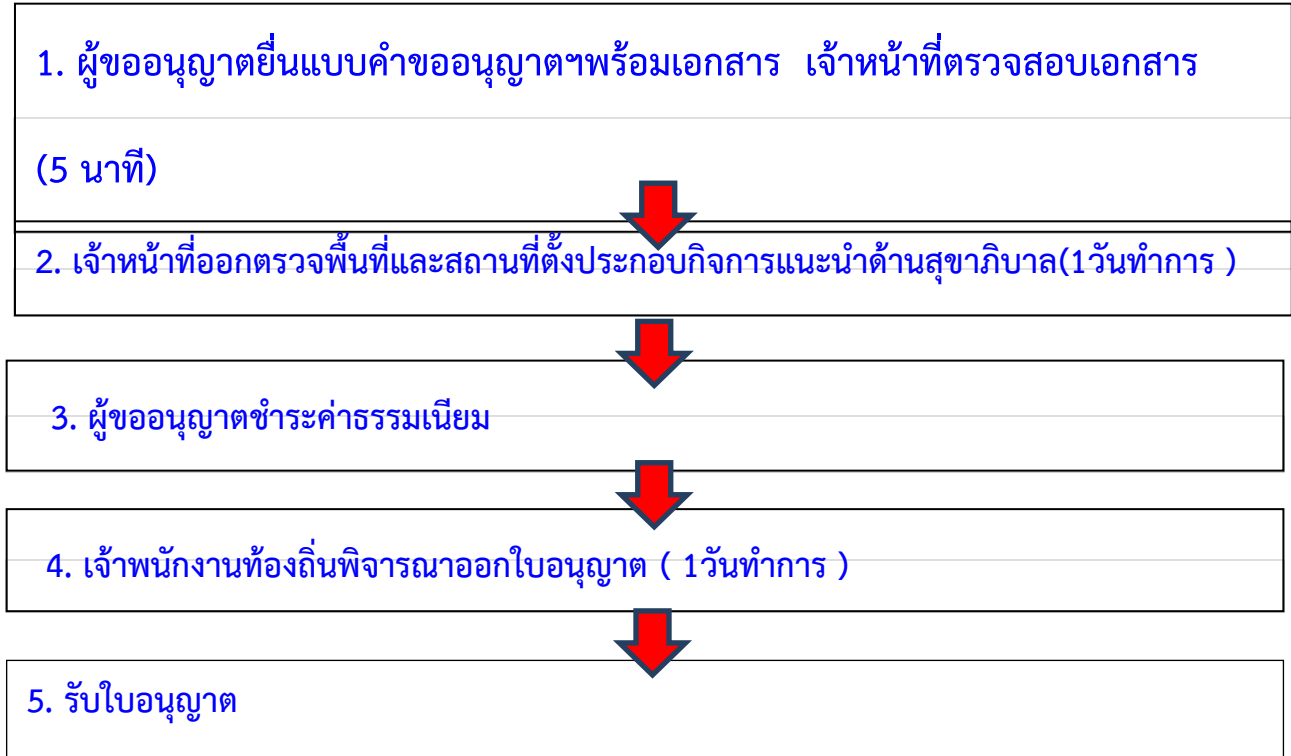 1. ผู้ขออนุญาตยื่นแบบคำขออนุญาตฯพร้อมเอกสาร เจ้าหน้าที่ตรวจสอบเอกสาร
(5 นาที)
2. เจ้าหน้าที่ออกตรวจพื้นที่และสถานที่ตั้งประกอบกิจการแนะนำด้านสุขาภิบาล(1วันทำการ )
3. ผู้ขออนุญาตชำระค่าธรรมเนียม
4. เจ้าพนักงานท้องถิ่นพิจารณาออกใบอนุญาต ( 1วันทำการ )
5. รับใบอนุญาต